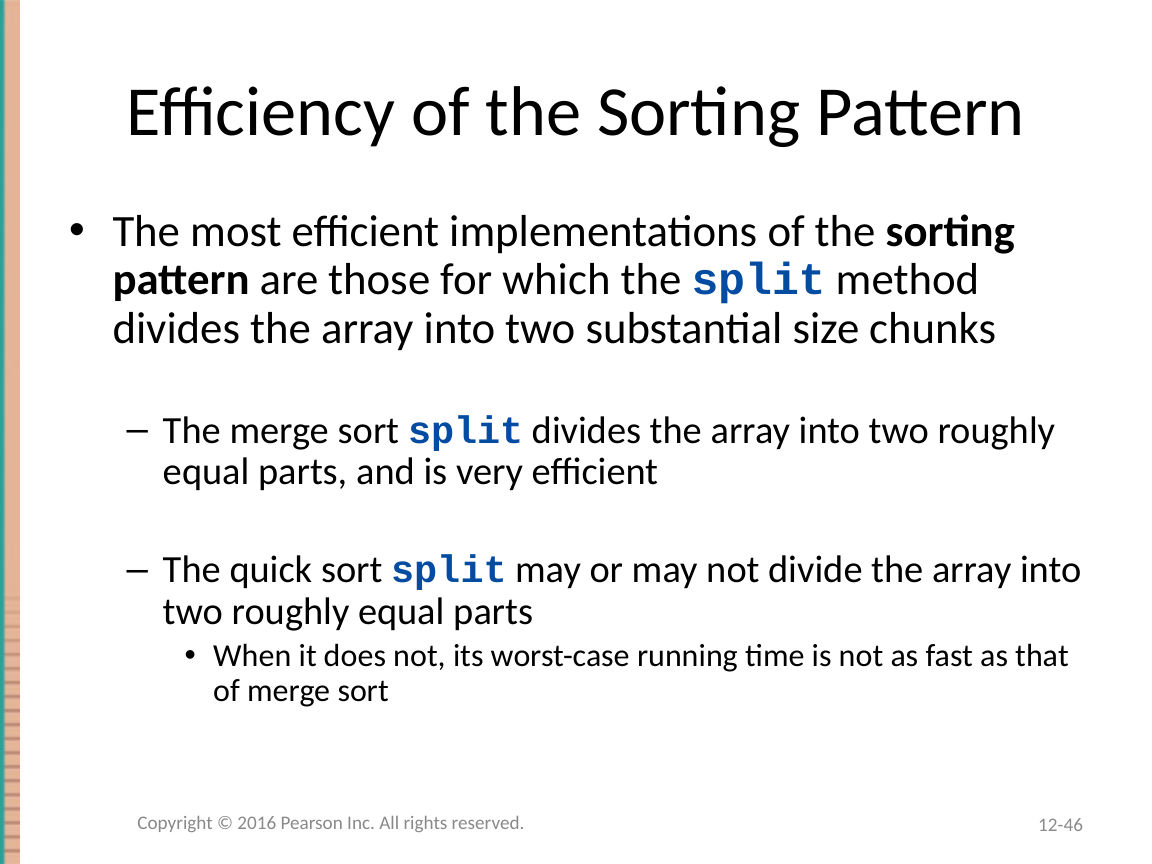 Efficiency of the Sorting Pattern
• The most efficient implementations of the sorting
pattern are those for which the split method
divides the array into two substantial size chunks
– The merge sort split divides the array into two roughly
equal parts, and is very efficient
– The quick sort split may or may not divide the array into
two roughly equal parts
• When it does not, its worst-case running time is not as fast as that
of merge sort
Copyright © 2016 Pearson Inc. All rights reserved.
12-46